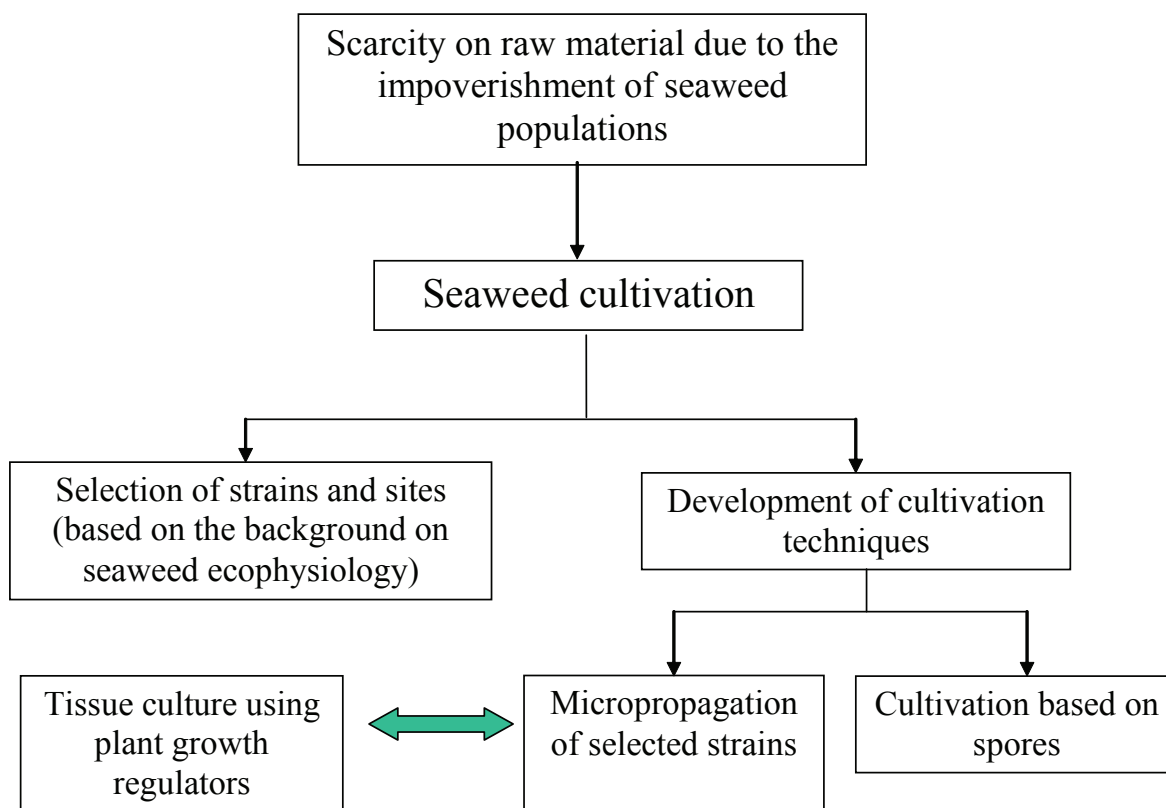 Scarcity on raw material due to the
impoverishment of seaweed
populations
Seaweed cultivation
Selection of strains and sites
(based on the background on
seaweed ecophysiology)
Development of cultivation
techniques
Tissue culture using
plant growth
regulators
Micropropagation
of selected strains
Cultivation based on
spores